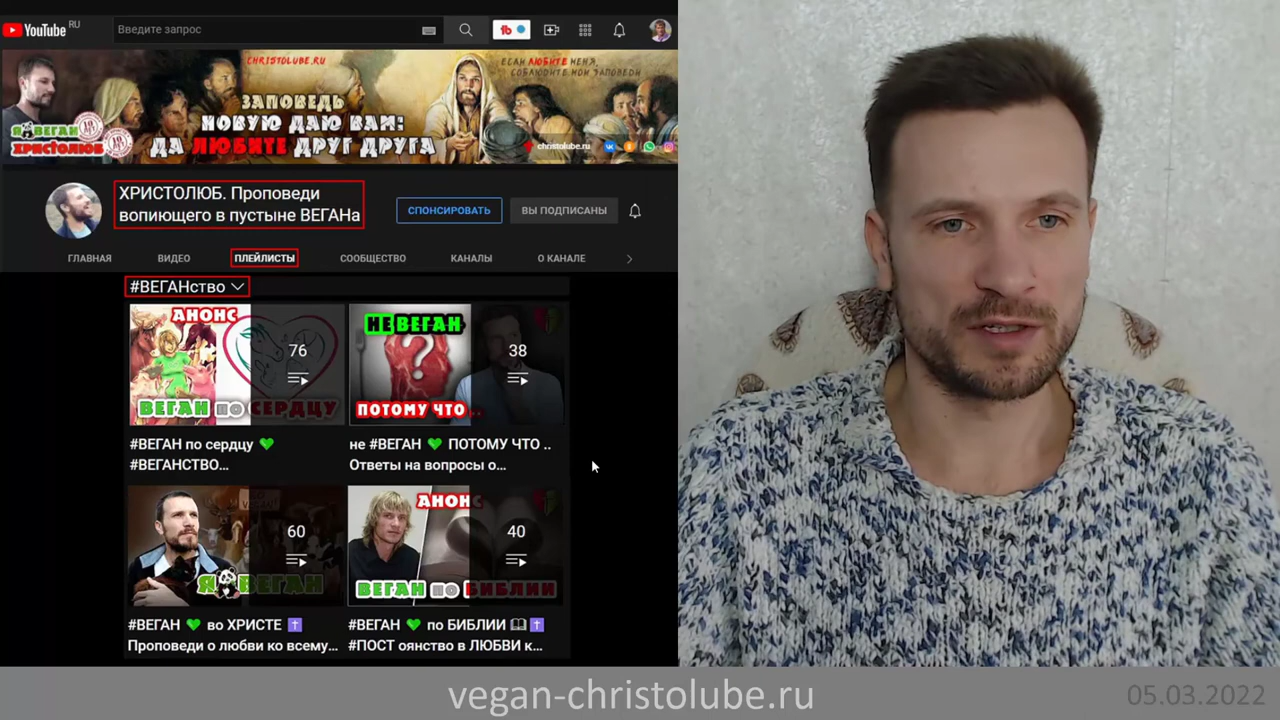 YouTube RU
Введите запрос
CHRISTOLUBE.RU
ЕСЛИ ЛЮБИТЕ МЕНЯ,
СОБЛЮДИТЕ МОИ ЗАПОВЕДИ
ЗАПОВЕДЬ
НОВУЮ ДАЮ ВАМ:
ДА ЛЮБИТЕ ДРУГ ДРУГА
Я ВЕГАН
ХРИСТОЛЮБ
christolube.ru
ХРИСТОЛЮБ. Проповеди
вопиющего в пустыне ВЕГАНа
СПОНСИРОВАТЬ
ВЫ ПОДПИСАНЫ
ГЛАВНАЯ ВИДЕО ПЛЕЙЛИСТЫ СООБЩЕСТВО КАНАЛЫ О КАНАЛЕ
#ВЕГАНство
АНОНС
76
ВЕГАН ПО СЕРДЦУ
НЕ ВЕГАН
38
ПОТОМУ ЧТО ..
#ВЕГАН по сердцу 💚
#ВЕГАНСТВО...
не #ВЕГАН 💚 ПОТОМУ ЧТО ..
Ответы на вопросы о...
60
Я ВЕГАН
АНОНС
40
ВЕГАН ПО БИБЛИИ
#ВЕГАН 💚 во ХРИСТЕ ✝️
Проповеди о любви ко всему...
#ВЕГАН 💚 по БИБЛИИ 📖✝️
#ПОСТ оянство в ЛЮБВИ к...
vegan-christolube.ru
05.03.2022